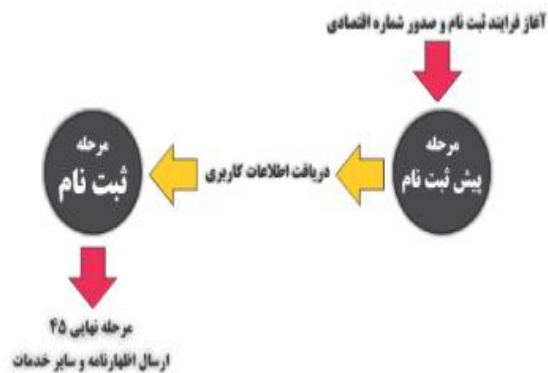 آغاز فرایند ثبت نام و صدور شماره اقتصادی
مرحله
پیش ثبت نام
دریافت اطلاعات کاربری
مرحله
ثبت نام
مرحله نهایی ۴۵
ارسال اظهارنامه و سایر خدمات